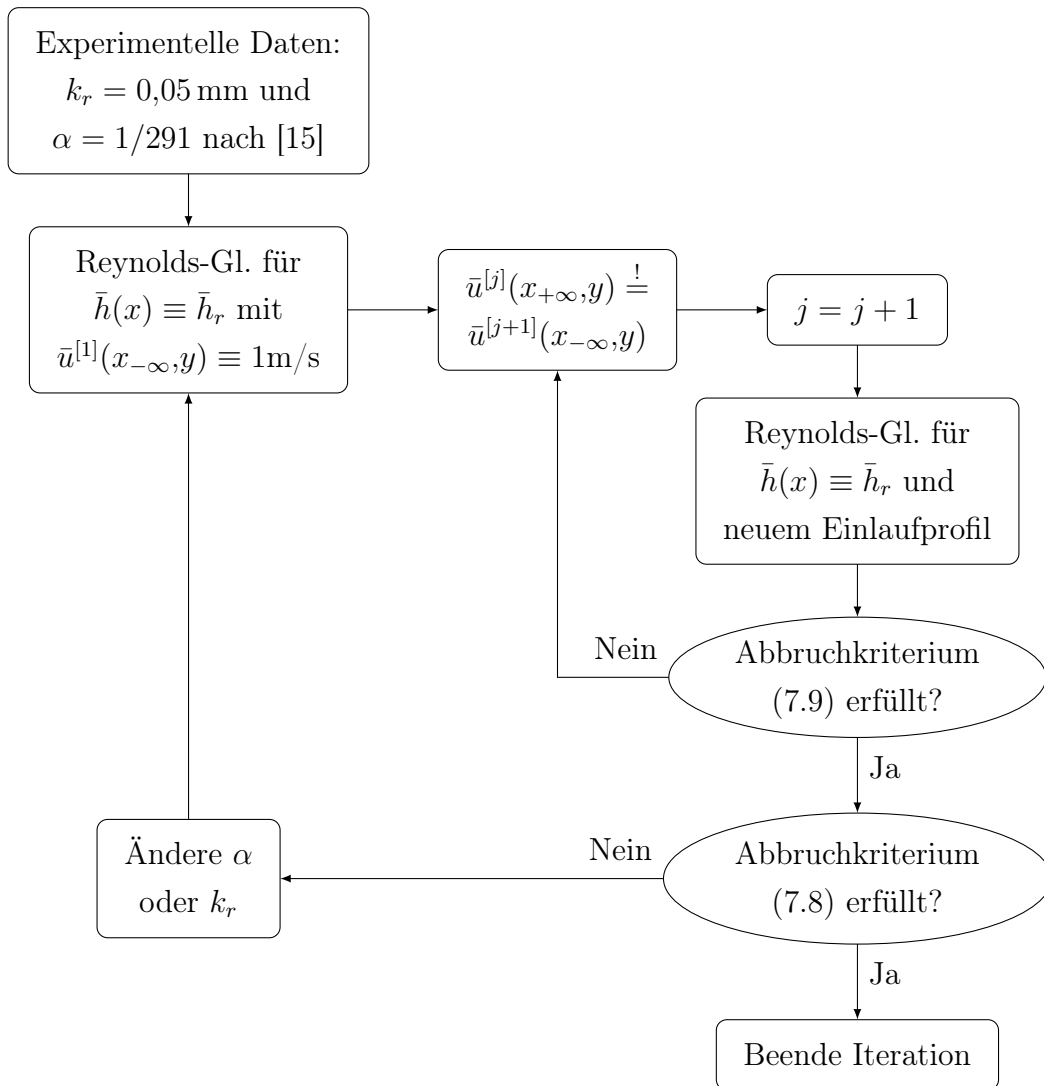 Experimentelle Daten:
k_r = 0,05 mm und
α = 1/291 nach [15]
Reynolds-Gl. für
h̄(x) ≡ h̄_r mit
ū^{[1]}(x_{−∞},y) ≡ 1m/s
ū^{[j]}(x_{+∞},y) =^{!}
ū^{[j+1]}(x_{−∞},y)
j = j + 1
Reynolds-Gl. für
h̄(x) ≡ h̄_r und
neuem Einlaufprofil
Nein
Abbruchkriterium
(7.9) erfüllt?
Ja
Ändere α
oder k_r
Nein
Abbruchkriterium
(7.8) erfüllt?
Ja
Beende Iteration